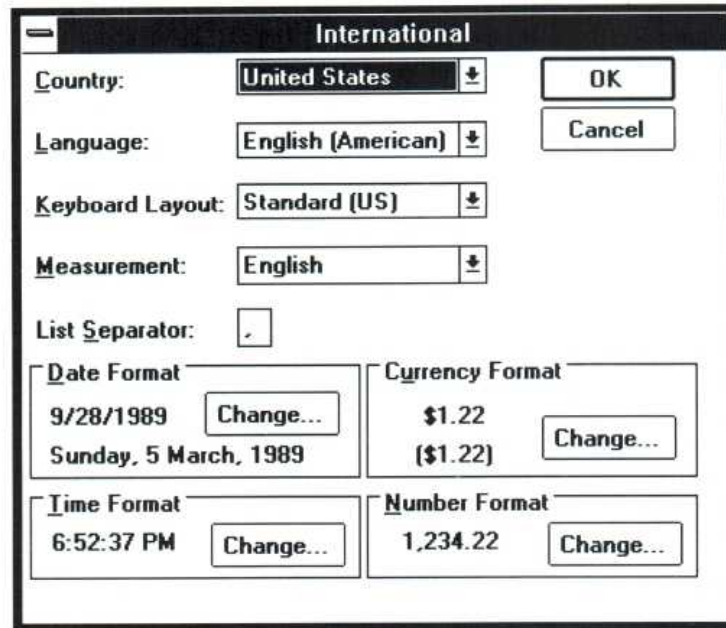 International
Country: United States OK
Language: English (American) Cancel
Keyboard Layout: Standard (US)
Measurement: English
List Separator: ,
Date Format
9/28/1989 Change...
Sunday, 5 March, 1989
Currency Format
$1.22
($1.22) Change...
Time Format
6:52:37 PM Change...
Number Format
1,234.22 Change...